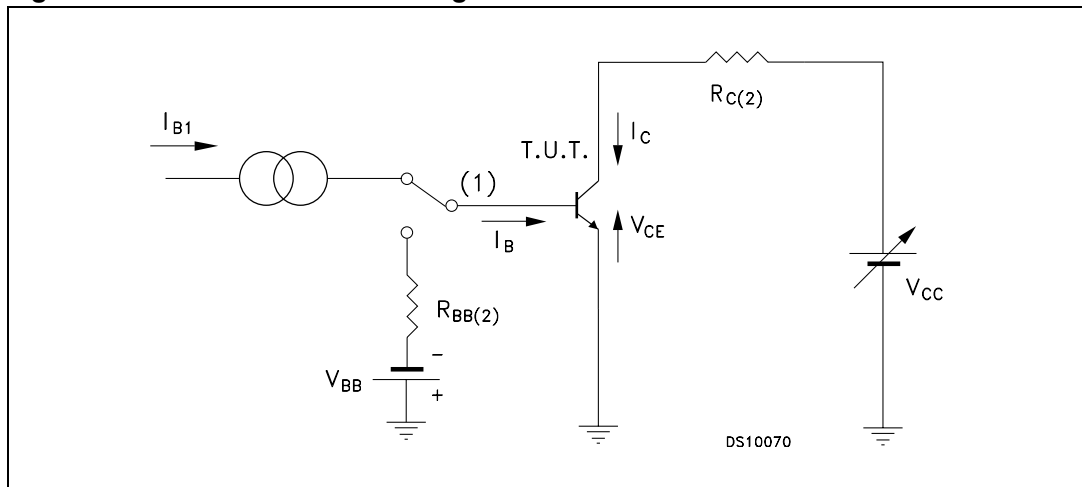 R_C(2)
I_B1
I_C
T.U.T.
(1)
I_B
V_CE
V_CC
R_BB(2)
V_BB
-
+
DS10070